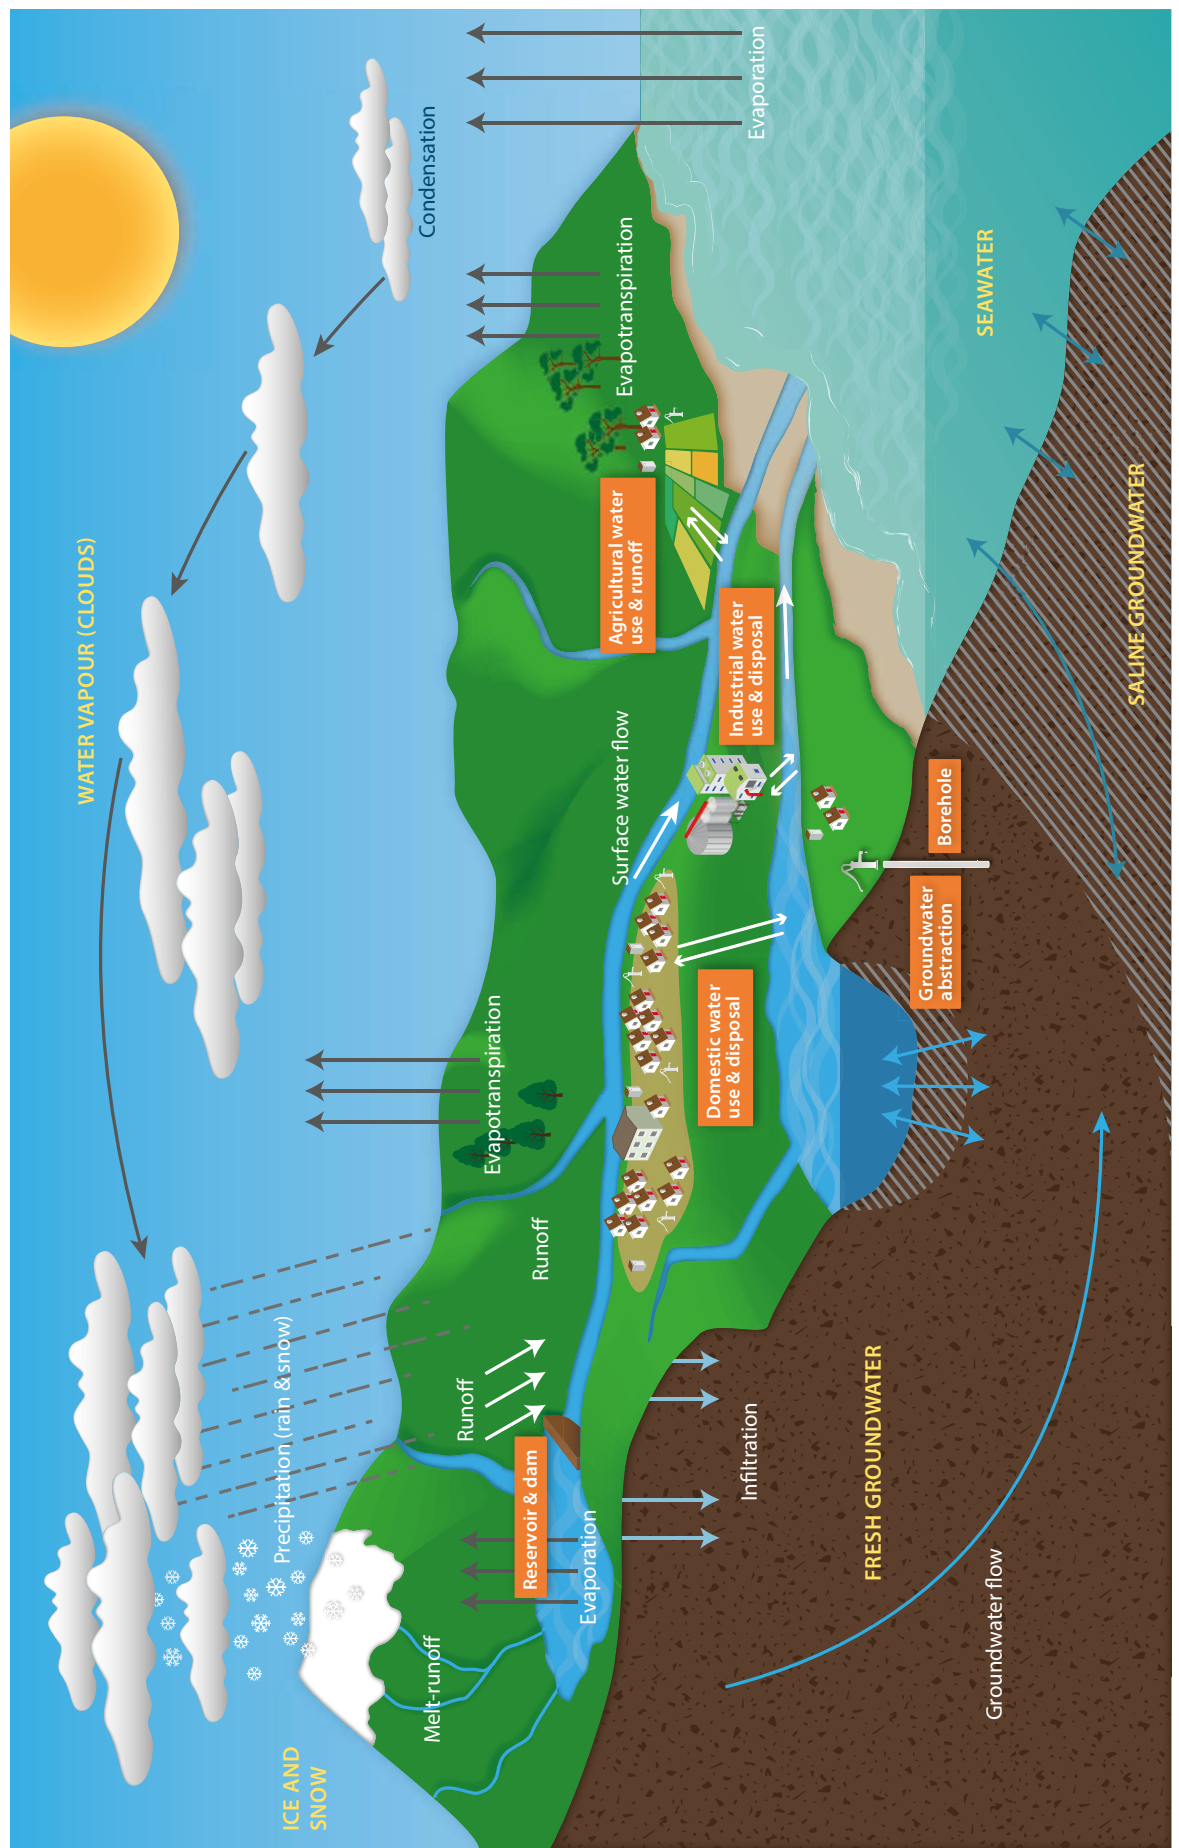 ICE AND
SNOW
WATER VAPOUR (CLOUDS)
Precipitation (rain & snow)
Condensation
Melt-runoff
Runoff
Runoff
Evapotranspiration
Evapotranspiration
Evaporation
Evaporation
Reservoir & dam
Surface water flow
Agricultural water
use & runoff
Domestic water
use & disposal
Industrial water
use & disposal
Infiltration
FRESH GROUNDWATER
Groundwater
abstraction
Borehole
SEAWATER
Groundwater flow
SALINE GROUNDWATER